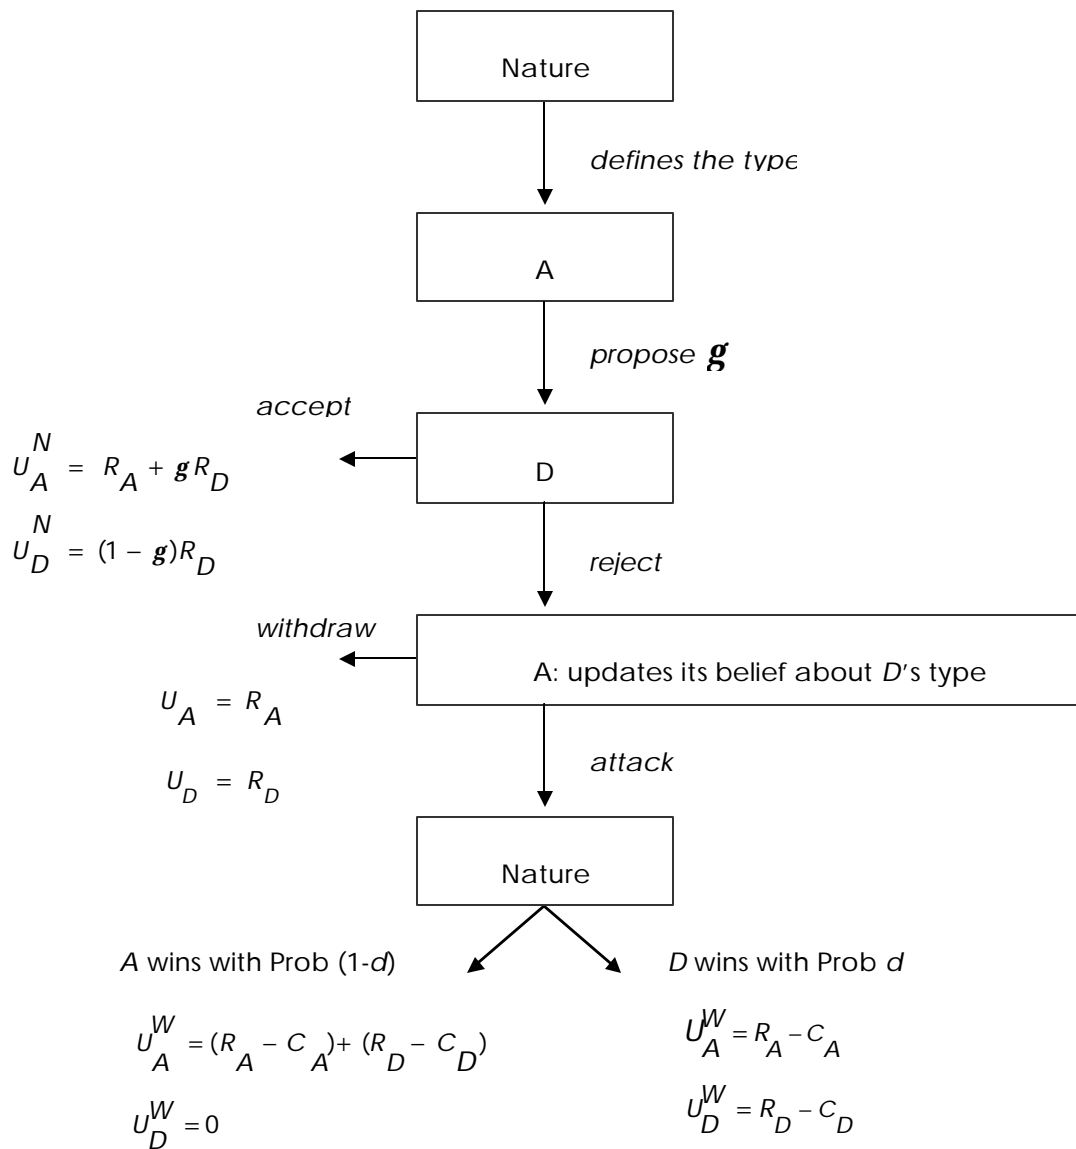 Nature
defines the type
A
propose g
accept
U_A^N = R_A + gR_D
D
U_D^N = (1 – g)R_D
reject
withdraw
A: updates its belief about D's type
U_A = R_A
attack
U_D = R_D
Nature
A wins with Prob (1-d)
D wins with Prob d
U_A^W = (R_A – C_A) + (R_D – C_D)
U_A^W = R_A – C_A
U_D^W = 0
U_D^W = R_D – C_D